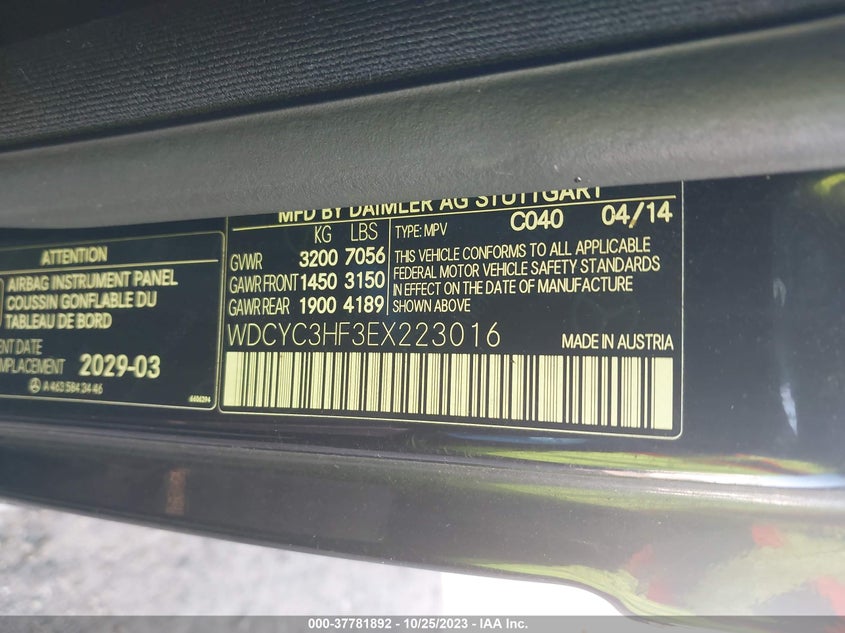 ATTENTION
AIRBAG INSTRUMENT PANEL
COUSSIN GONFLABLE DU
TABLEAU DE BORD
DATE
2029-03
A 463 584 34 46
MFD BY DAIMLER AG STUTTGART
KG LBS
GVWR 3200 7056
GAWR FRONT 1450 3150
GAWR REAR 1900 4189
TYPE: MPV C040 04/14
THIS VEHICLE CONFORMS TO ALL APPLICABLE
FEDERAL MOTOR VEHICLE SAFETY STANDARDS
IN EFFECT ON THE DATE OF MANUFACTURE
SHOWN ABOVE
WDCYC3HF3EX223016
MADE IN AUSTRIA
000-37781892 - 10/25/2023 - IAA Inc.